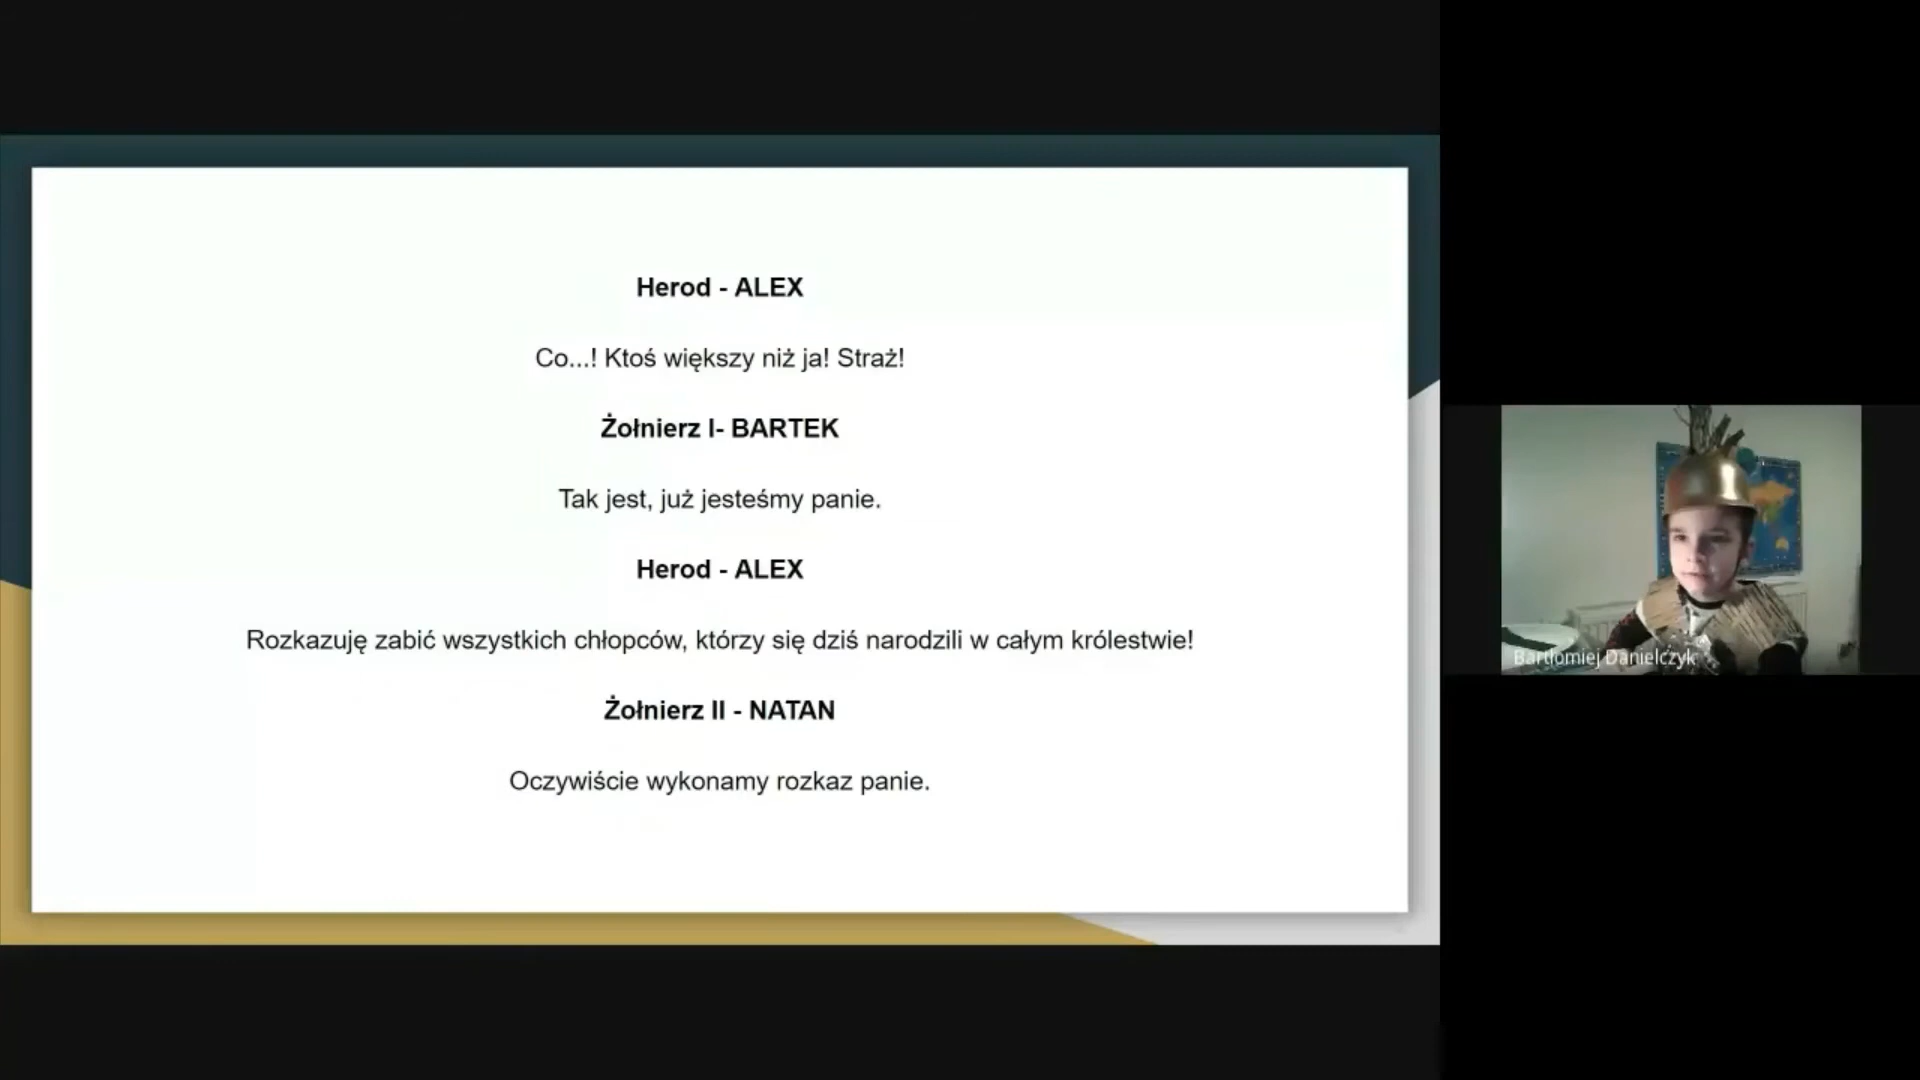 Herod - ALEX
Co...! Ktoś większy niż ja! Straż!
Żołnierz I- BARTEK
Tak jest, już jesteśmy panie.
Herod - ALEX
Rozkazuję zabić wszystkich chłopców, którzy się dziś narodzili w całym królestwie!
Żołnierz II - NATAN
Oczywiście wykonamy rozkaz panie.
Bartłomiej Danielczyk